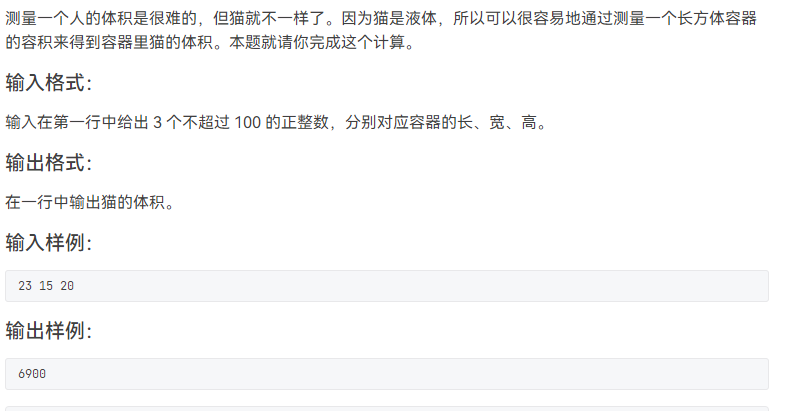 测量一个人的体积是很难的，但猫就不一样了。因为猫是液体，所以可以很容易地通过测量一个长方体容器
的容积来得到容器里猫的体积。本题就请你完成这个计算。
输入格式：
输入在第一行中给出 3 个不超过 100 的正整数，分别对应容器的长、宽、高。
输出格式：
在一行中输出猫的体积。
输入样例：
23 15 20
输出样例：
6900